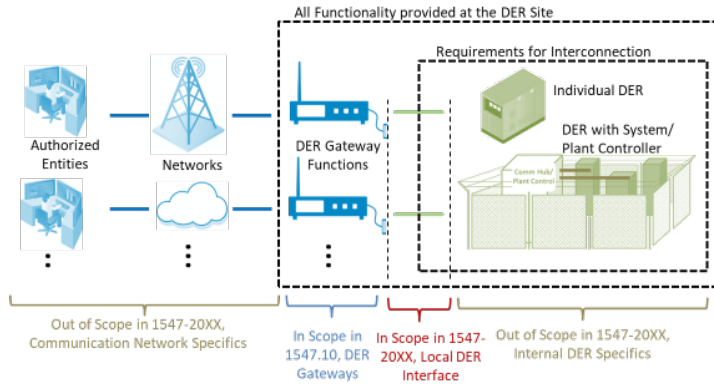 All Functionality provided at the DER Site
Requirements for Interconnection
Individual DER
DER with System/
Plant Controller
Authorized
Entities
Networks
DER Gateway
Functions
Comm Hub/
Plant Control
Out of Scope in 1547-20XX,
Communication Network Specifics
In Scope in
1547.10, DER
Gateways
In Scope in 1547-
20XX, Local DER
Interface
Out of Scope in 1547-20XX,
Internal DER Specifics